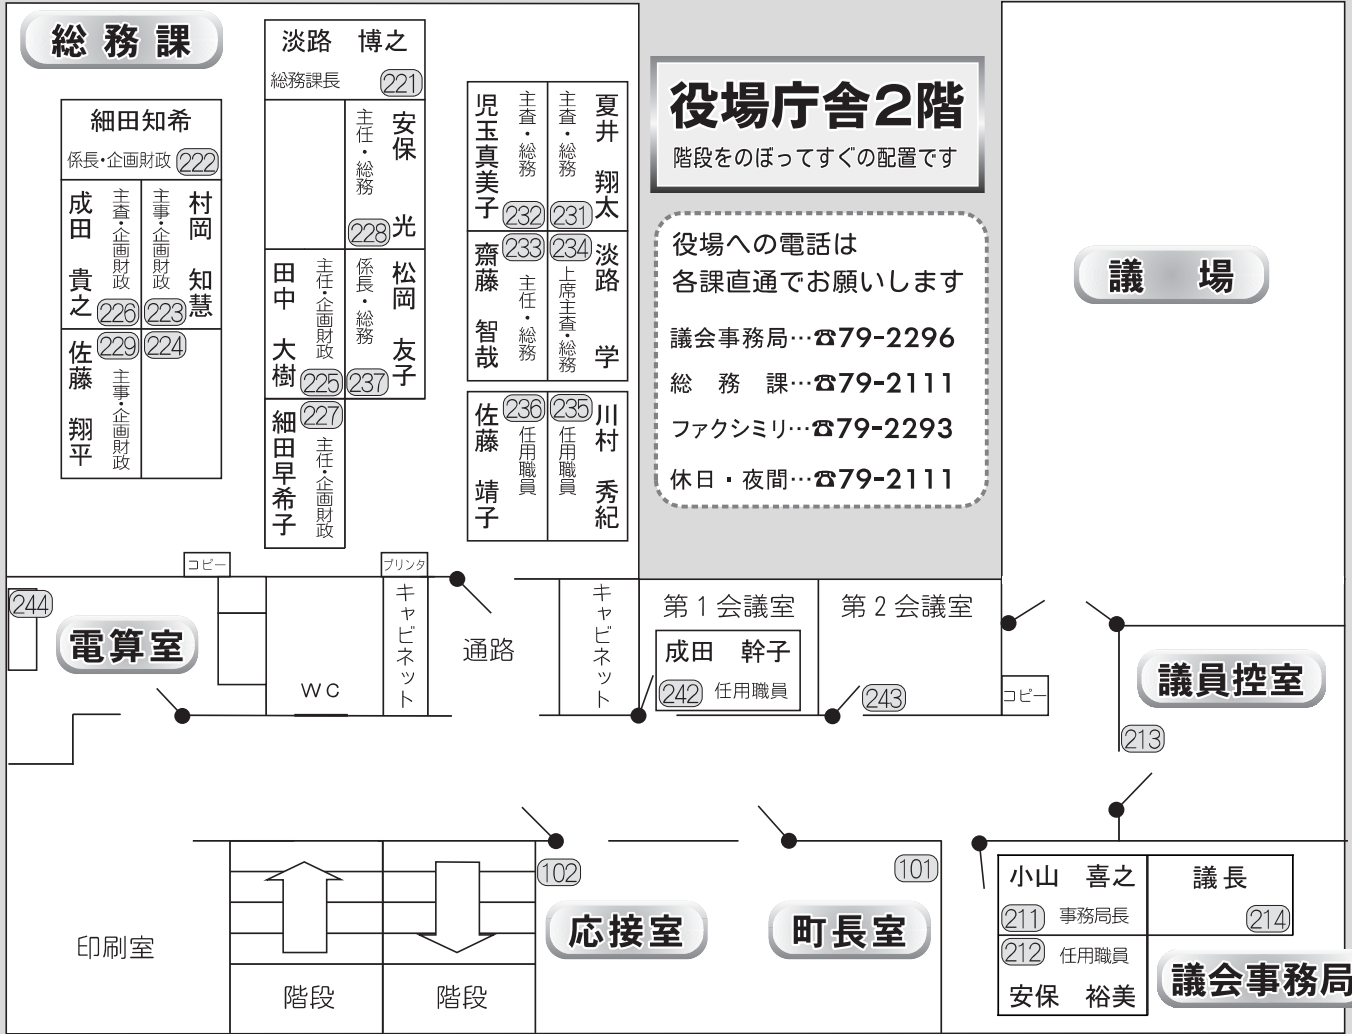 総務課
淡路　博之
総務課長 221
主任・総務 安保　光
228
田中　大樹 主任・企画財政 225
係長・総務 松岡　友子 237
細田早希子 227 主任・企画財政
細田知希
係長・企画財政 222
成田　貴之 主査・企画財政 226
主事・企画財政 村岡　知慧 223
佐藤　翔平 229 主事・企画財政
224
児玉真美子 主査・総務 232
主査・総務 夏井　翔太 231
齋藤　智哉 233 主任・総務
234 上席主査・総務 淡路　学
佐藤　靖子 236 任用職員
235 任用職員 川村　秀紀
役場庁舎2階
階段をのぼってすぐの配置です
役場への電話は
各課直通でお願いします
議会事務局…☎79-2296
総　務　課…☎79-2111
ファクシミリ…☎79-2293
休日・夜間…☎79-2111
議　場
コピー
プリンタ
244
電算室
WC
キャビネット
通路
キャビネット
第1会議室
成田　幹子
242 任用職員
第2会議室
243
コピー
議員控室
213
印刷室
階段
階段
102
応接室
101
町長室
小山　喜之
211 事務局長
212 任用職員
安保　裕美
議長
214
議会事務局